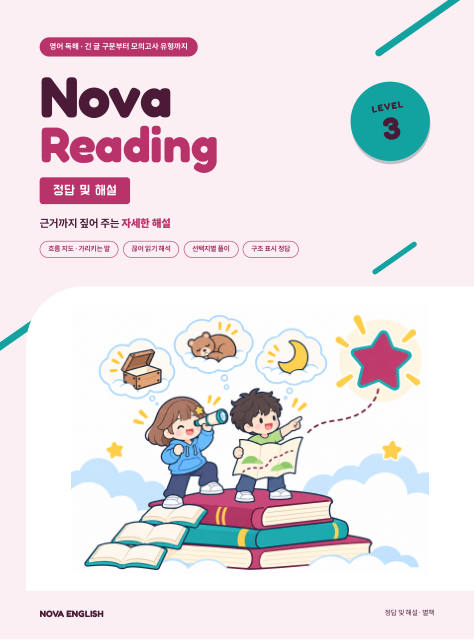 영어 독해 · 긴 글 구문부터 모의고사 유형까지
Nova
Reading
LEVEL
3
정답 및 해설
근거까지 짚어 주는 자세한 해설
흐름 지도 · 가리키는 말
끊어 읽기 해석
선택지별 풀이
구조 표시 정답
NOVA ENGLISH
정답 및 해설 · 별책